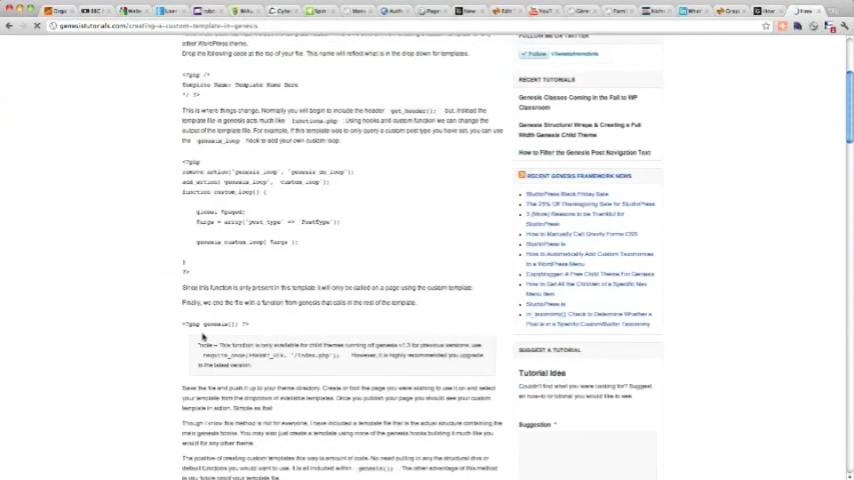 genesistutorials.com/creating-a-custom-template-in-genesis
other WordPress theme.
Drop the following code at the top of your file. This name will reflect what is in the drop down for templates.
<?php /*
Template Name: Template Name Here
*/ ?>
This is where things change. Normally you will begin to include the header get_header(); but, instead the
template file in genesis acts much like functions.php Using hooks and custom function we can change the
output of the template file. For example, if this template was to only query a custom post type you have set, you can use
the genesis_loop hook to add your own custom loop:
<?php
remove_action('genesis_loop', 'genesis_do_loop');
add_action('genesis_loop', 'custom_loop');
function custom_loop() {
global $paged;
$args = array('post_type' => 'PostType');
genesis_custom_loop( $args );
}
?>
Since this function is only present in this template it will only be called on a page using the custom template.
Finally, we end the file with a function from genesis that calls in the rest of the template.
<?php genesis(); ?>
*note – This function is only available for child themes running off genesis v1.3 for previous versions, use
However, it is highly recommended you upgrade
to the latest version.
Save the file and push it up to your theme directory. Create or find the page you were wishing to use it on and select
your template from the dropdown of available templates. Once you publish your page you should see your custom
template in action. Simple as that!
Though I know this method is not for everyone, I have included a template file that is the actual structure containing the
main genesis hooks. You may also just create a template using none of the genesis hooks building it much like you
would for any other theme.
The positive of creating custom templates this way is amount of code. No need pulling in any the structural divs or
default functions you would want to use. It is all included within genesis(); The other advantage of this method
is you future proof your template file.
FOLLOW ME ON TWITTER
Follow
RECENT TUTORIALS
Genesis Classes Coming in the Fall to WP
Classroom
Genesis Structural Wraps & Creating a Full
Width Genesis Child Theme
How to Filter the Genesis Post Navigation Text
RECENT GENESIS FRAMEWORK NEWS
StudioPress Black Friday Sale
The 25% Off Thanksgiving Sale for StudioPress
3 (More) Reasons to be Thankful for
StudioPress
How to Manually Call Gravity Forms CSS
StudioPress is
How to Automatically Add Custom Taxonomies
to a WordPress Menu
Copyblogger: A Free Child Theme For Genesis
How to Get All the Children of a Specific Nav
Menu Item
StudioPress is
in_taxonomy() Check to Determine Whether a
Post is in a Specific Custom
SUGGEST A TUTORIAL
Tutorial Idea
Couldn't find what you were looking for? Suggest
an how-to or tutorial you would like to see.
Suggestion *